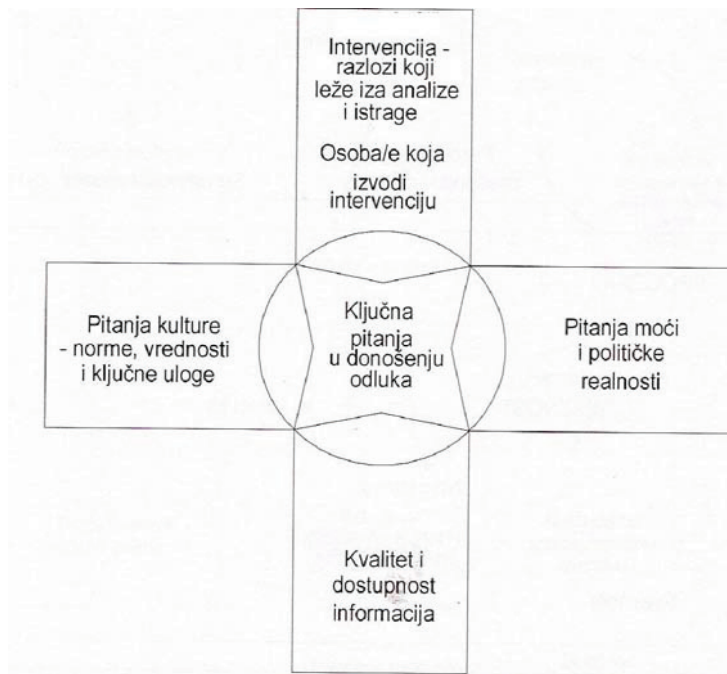 Intervencija -
razlozi koji
leže iza analize
i istrage
Osoba/e koja
izvodi
intervenciju
Pitanja kulture
- norme, vrednosti
i ključne uloge
Ključna
pitanja
u donošenju
odluka
Pitanja moći
i političke
realnosti
Kvalitet i
dostupnost
informacija